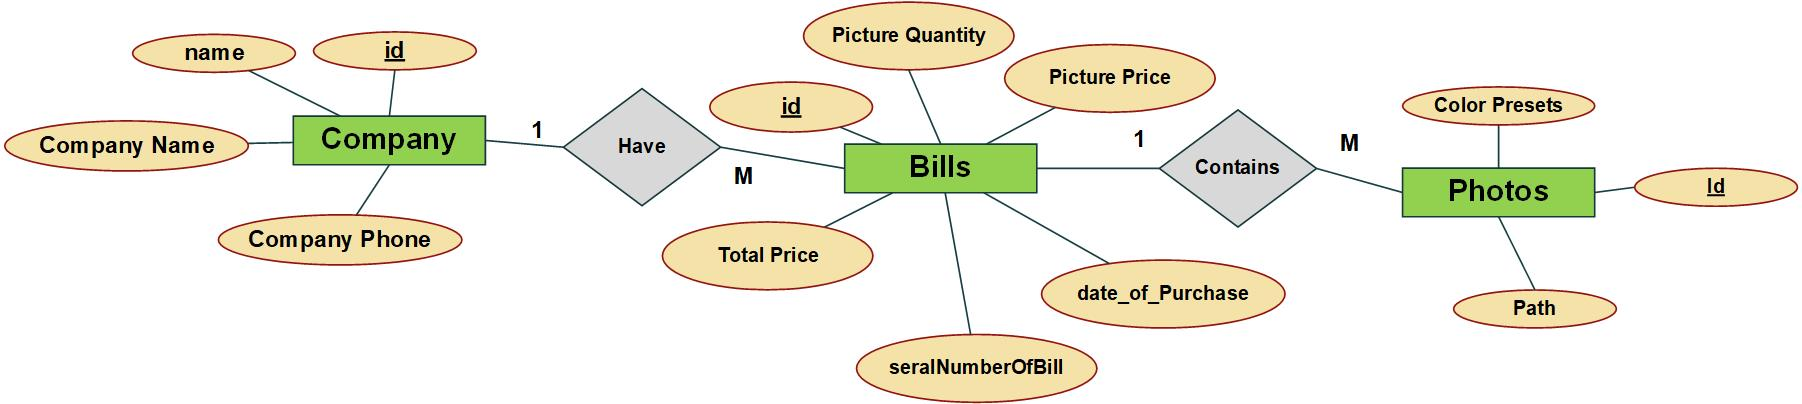 name
id
Company Name
Company
Company Phone
1
Have
M
Picture Quantity
id
Picture Price
Bills
Total Price
date_of_Purchase
seralNumberOfBill
1
Contains
M
Color Presets
Photos
Id
Path